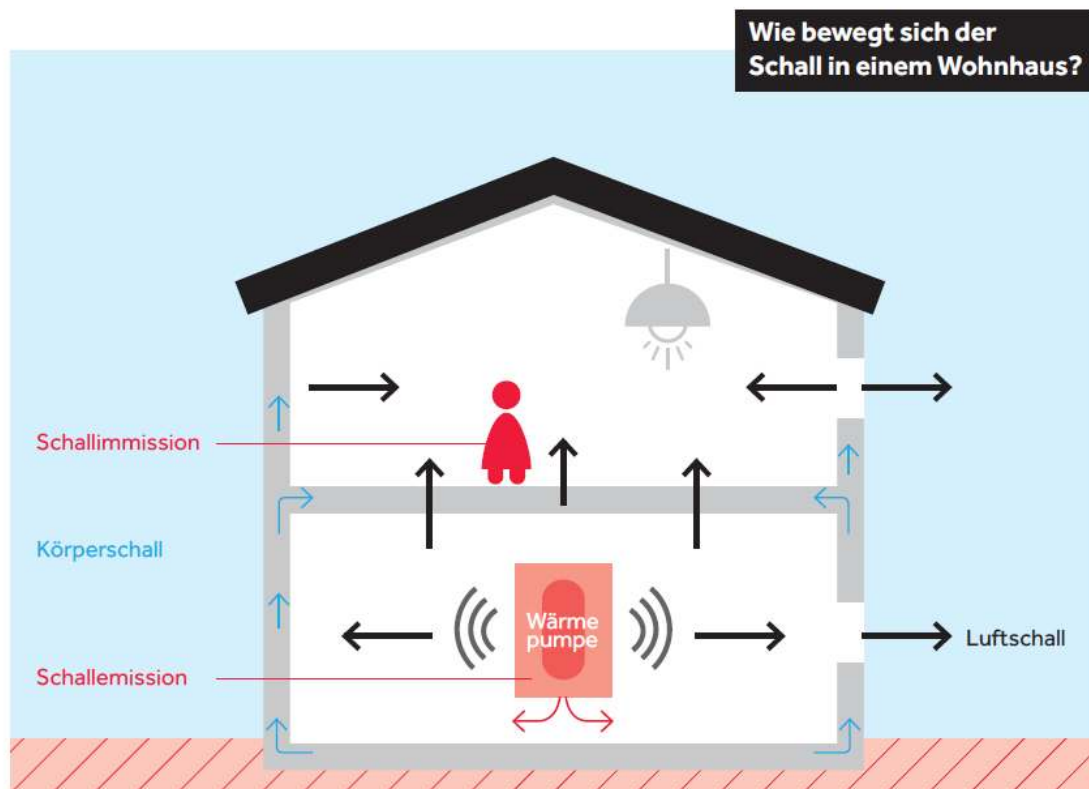 Wie bewegt sich der
Schall in einem Wohnhaus?
Schallimmission
Körperschall
Wärme
pumpe
Luftschall
Schallemission